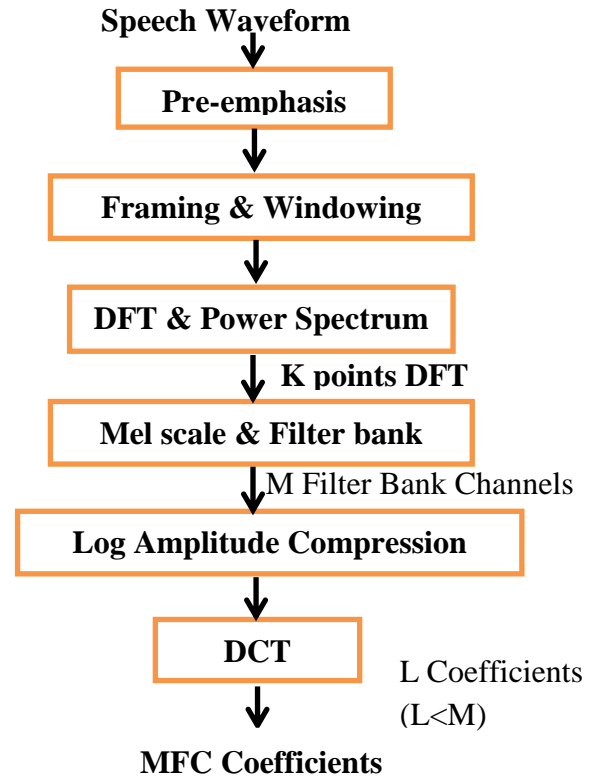 Speech Waveform
Pre-emphasis
Framing & Windowing
DFT & Power Spectrum
K points DFT
Mel scale & Filter bank
M Filter Bank Channels
Log Amplitude Compression
DCT
L Coefficients
(L<M)
MFC Coefficients